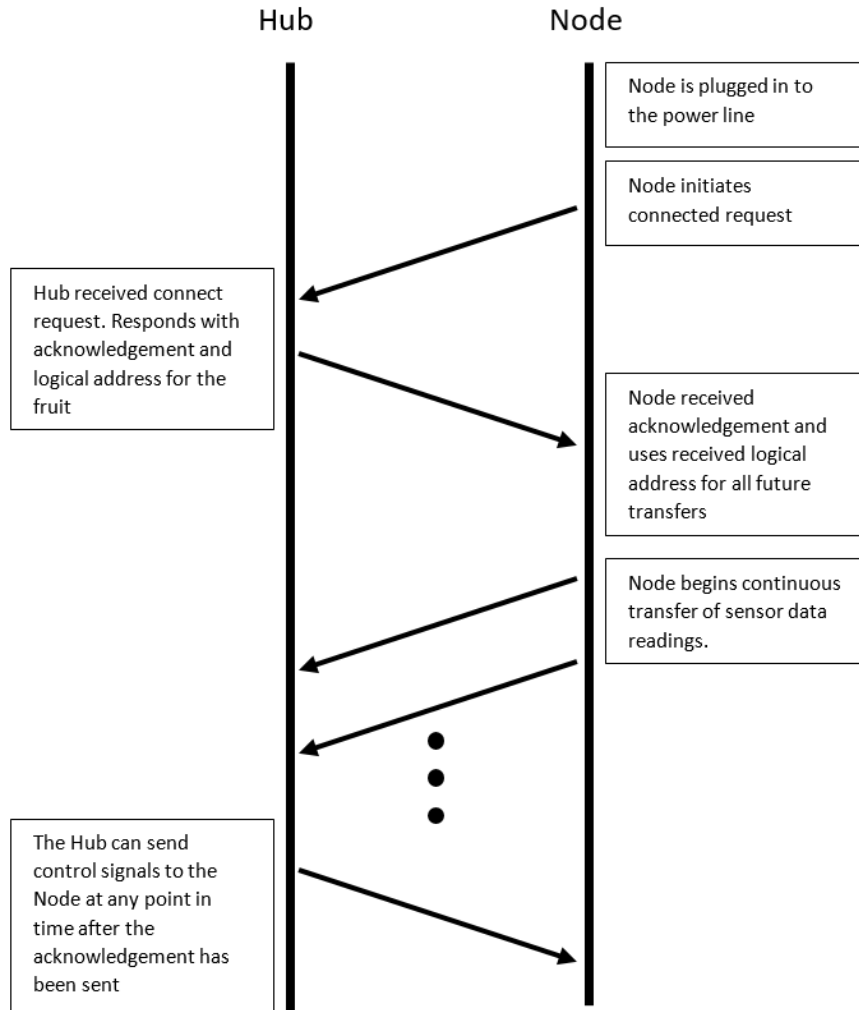 Hub
Node
Node is plugged in to
the power line
Node initiates
connected request
Hub received connect
request. Responds with
acknowledgement and
logical address for the
fruit
Node received
acknowledgement and
uses received logical
address for all future
transfers
Node begins continuous
transfer of sensor data
readings.
The Hub can send
control signals to the
Node at any point in
time after the
acknowledgement has
been sent